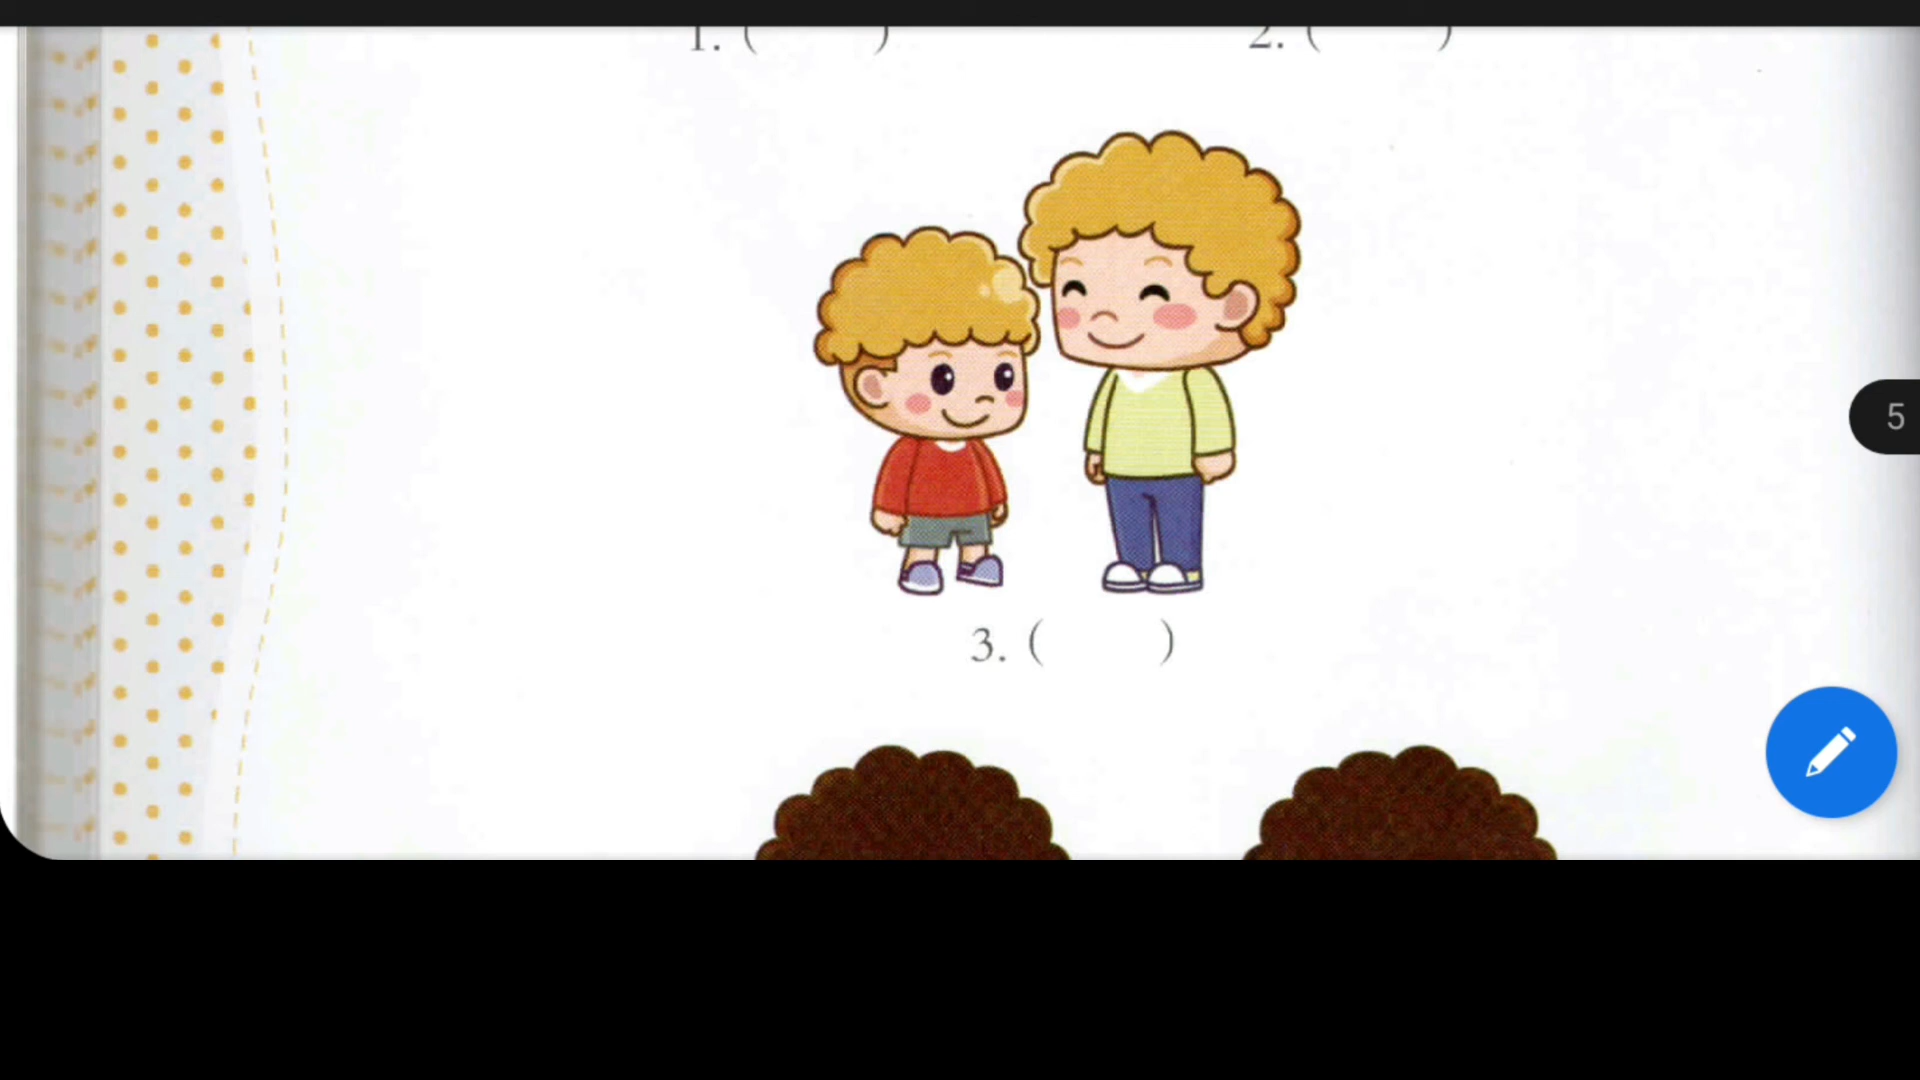 1. (          )          2. (          )
5
3. (          )